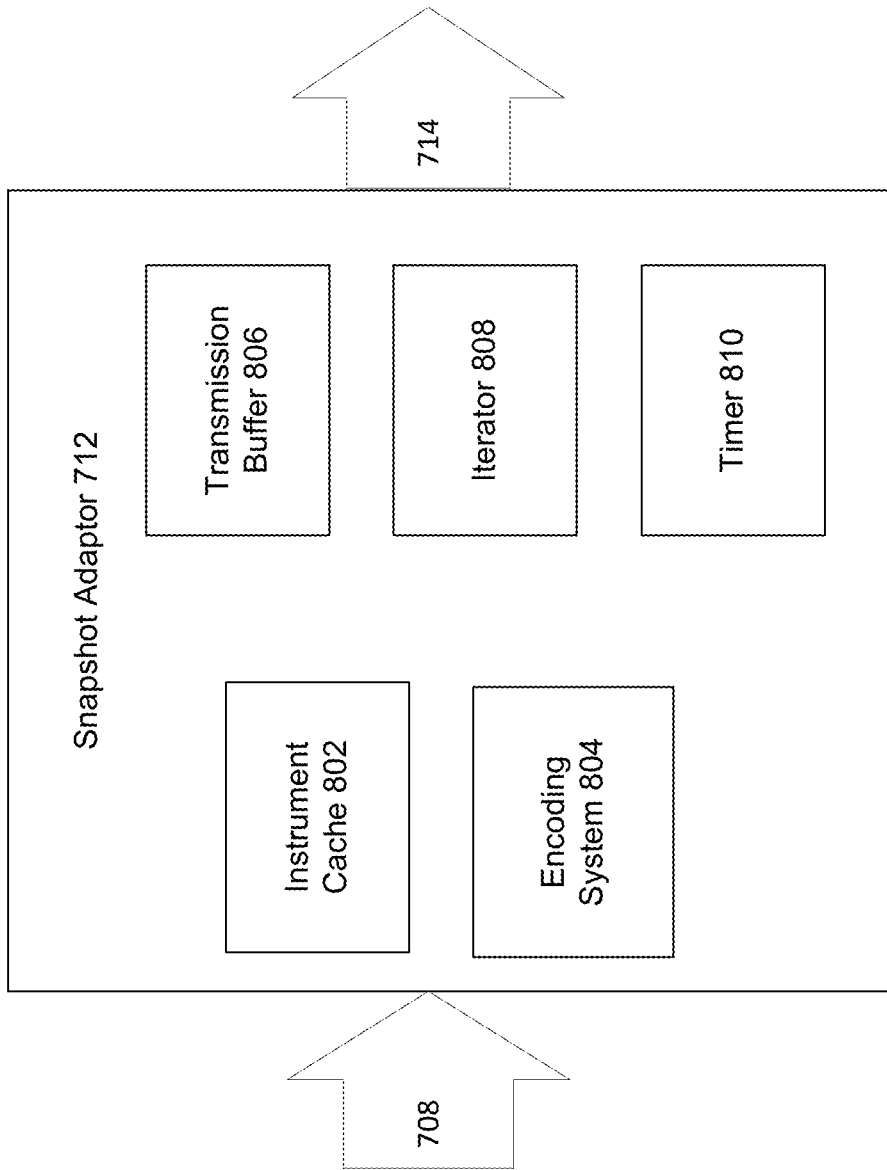 Snapshot Adaptor 712
708
Instrument
Cache 802
Encoding
System 804
Transmission
Buffer 806
Iterator 808
Timer 810
714